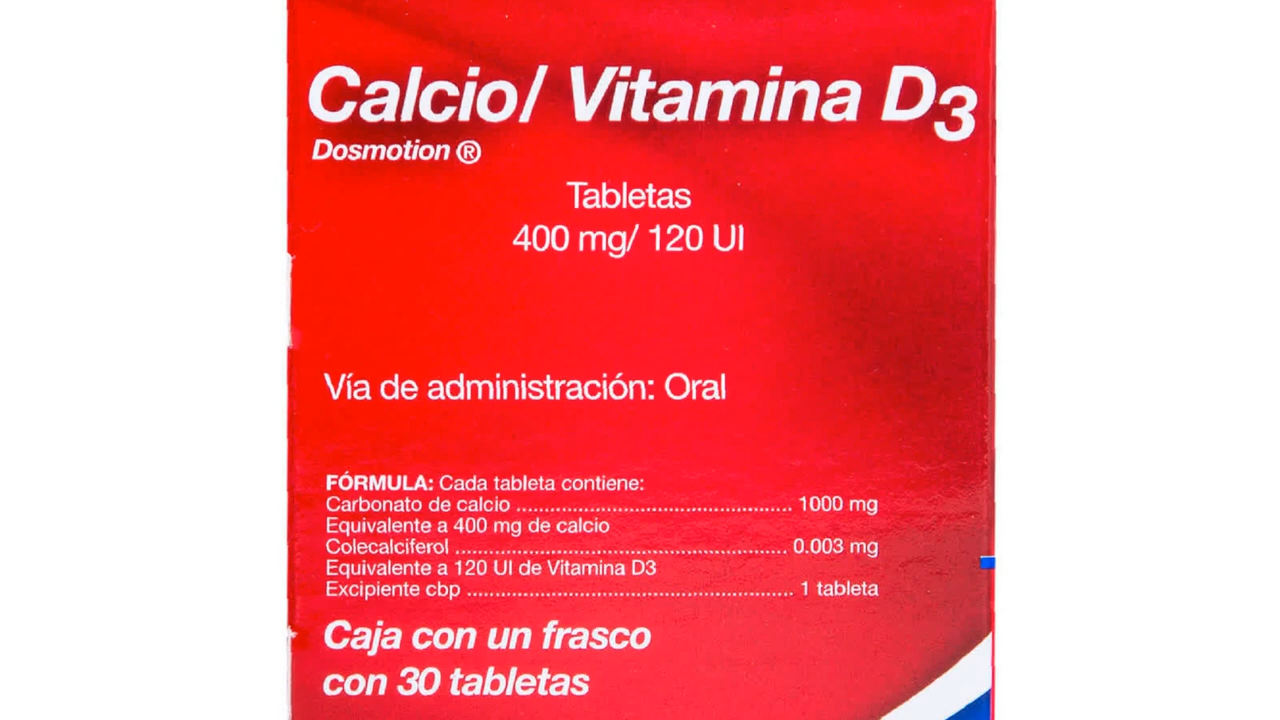 Calcio/ Vitamina D3
Dosmotion ®
Tabletas
400 mg/ 120 UI
Vía de administración: Oral
FÓRMULA: Cada tableta contiene:
Carbonato de calcio ............................................... 1000 mg
Equivalente a 400 mg de calcio
Colecalciferol ......................................................... 0.003 mg
Equivalente a 120 UI de Vitamina D3
Excipiente cbp ........................................................ 1 tableta
Caja con un frasco
con 30 tabletas